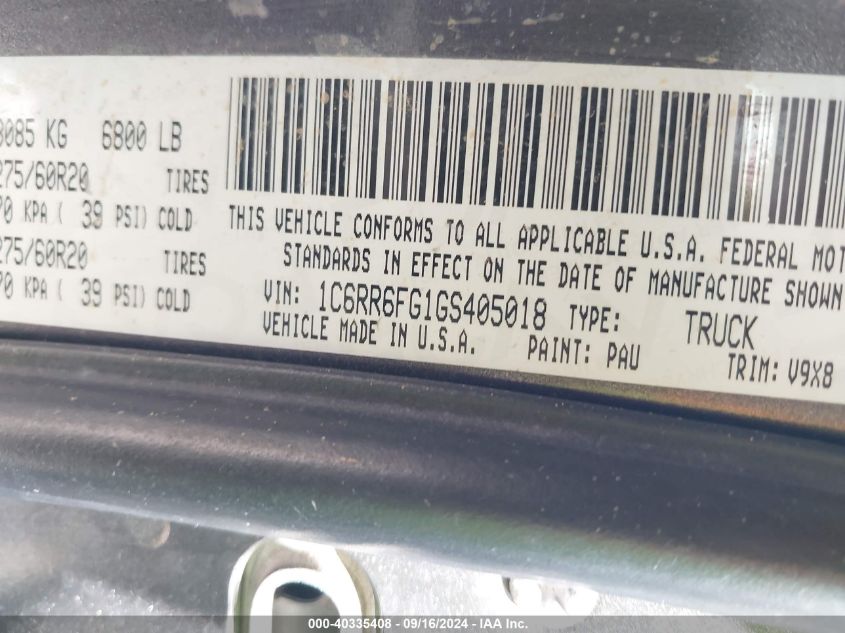 3085 KG 6800 LB
275/60R20 TIRES
70 KPA ( 39 PSI) COLD
275/60R20 TIRES
70 KPA ( 39 PSI) COLD
THIS VEHICLE CONFORMS TO ALL APPLICABLE U.S.A. FEDERAL MOT
STANDARDS IN EFFECT ON THE DATE OF MANUFACTURE SHOWN
VIN: 1C6RR6FG1GS405018 TYPE: TRUCK
VEHICLE MADE IN U.S.A. PAINT: PAU TRIM: V9X8
000-40335408 - 09/16/2024 - IAA Inc.